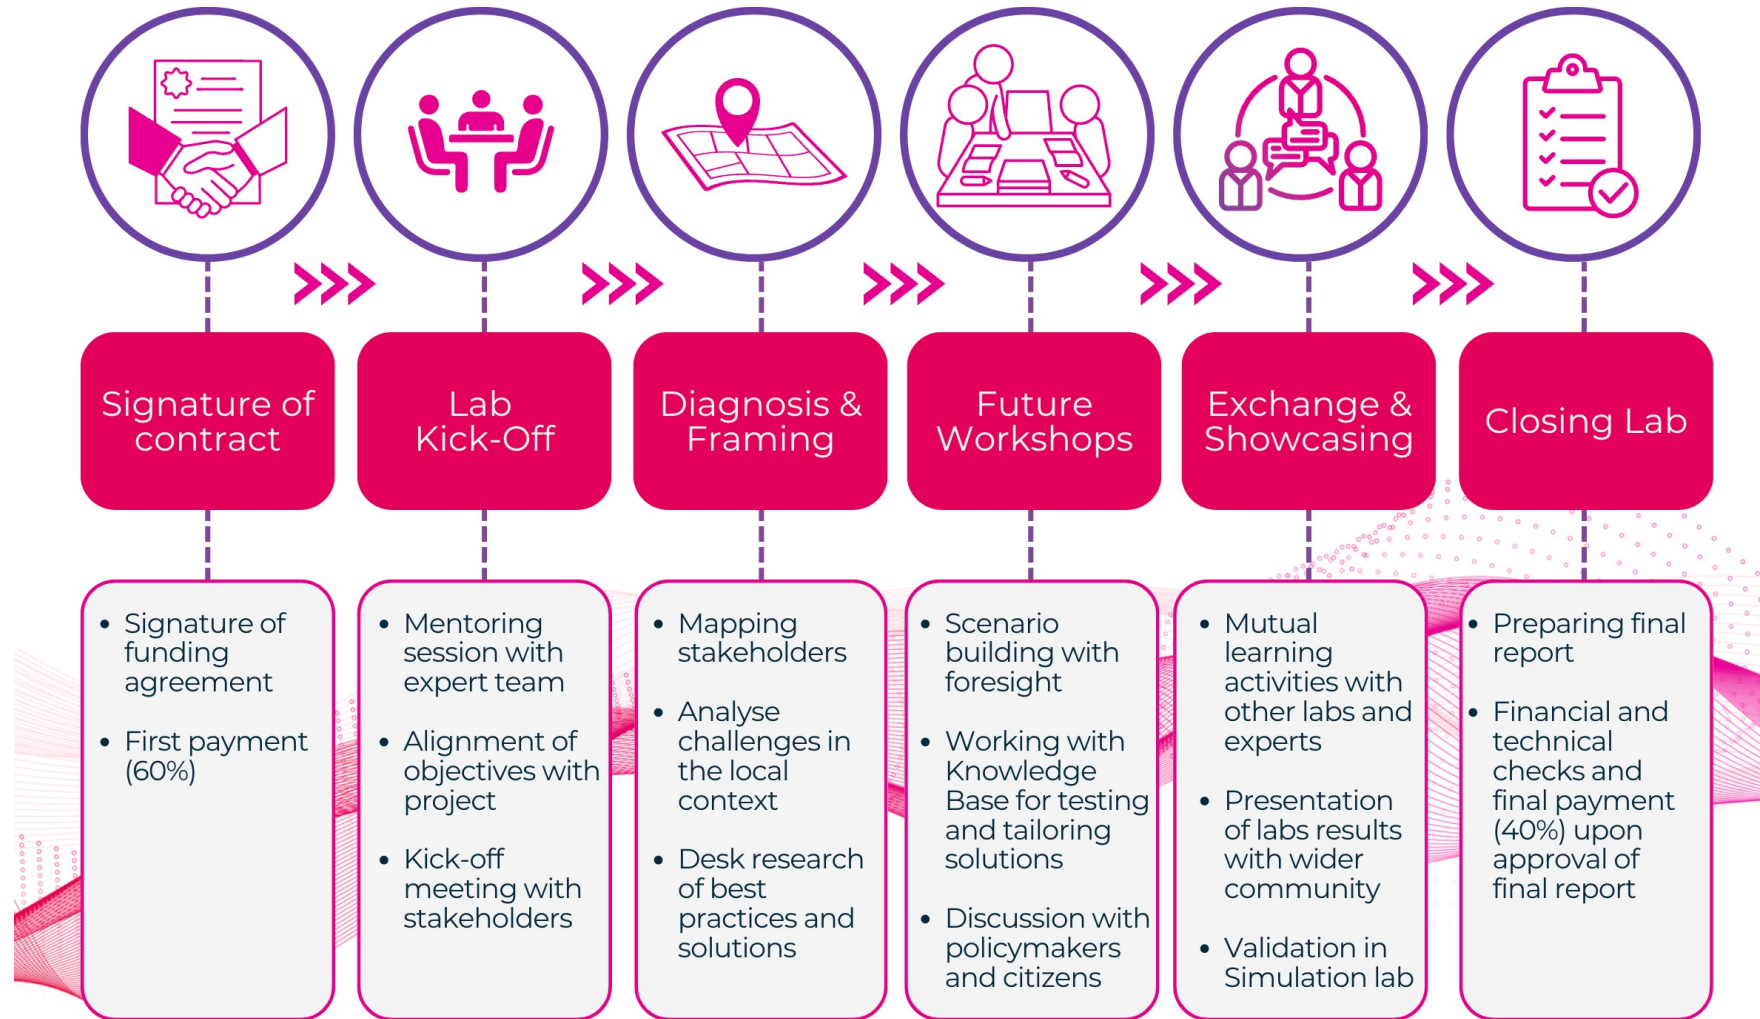 Signature of
contract
Lab
Kick-Off
Diagnosis &
Framing
Future
Workshops
Exchange &
Showcasing
Closing Lab
• Signature of
funding
agreement
• First payment
(60%)
• Mentoring
session with
expert team
• Alignment of
objectives with
project
• Kick-off
meeting with
stakeholders
• Mapping
stakeholders
• Analyse
challenges in
the local
context
• Desk research
of best
practices and
solutions
• Scenario
building with
foresight
• Working with
Knowledge
Base for testing
and tailoring
solutions
• Discussion with
policymakers
and citizens
• Mutual
learning
activities with
other labs and
experts
• Presentation
of labs results
with wider
community
• Validation in
Simulation lab
• Preparing final
report
• Financial and
technical
checks and
final payment
(40%) upon
approval of
final report